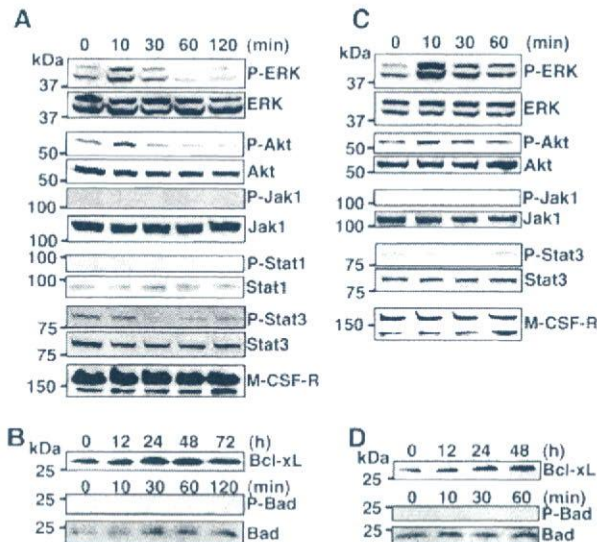 A
kDa 0 10 30 60 120 (min)
P-ERK
37
ERK
37
P-Akt
50
Akt
50
P-Jak1
100
Jak1
100
P-Stat1
100
Stat1
100
P-Stat3
75
Stat3
75
M-CSF-R
150
B
kDa 0 12 24 48 72 (h)
Bcl-xL
25
0 10 30 60 120 (min)
P-Bad
25
Bad
25
C
kDa 0 10 30 60 (min)
P-ERK
37
ERK
37
P-Akt
50
Akt
50
P-Jak1
100
Jak1
100
P-Stat3
75
Stat3
75
M-CSF-R
150
D
kDa 0 12 24 48 (h)
Bcl-xL
25
0 10 30 60 (min)
P-Bad
25
Bad
25